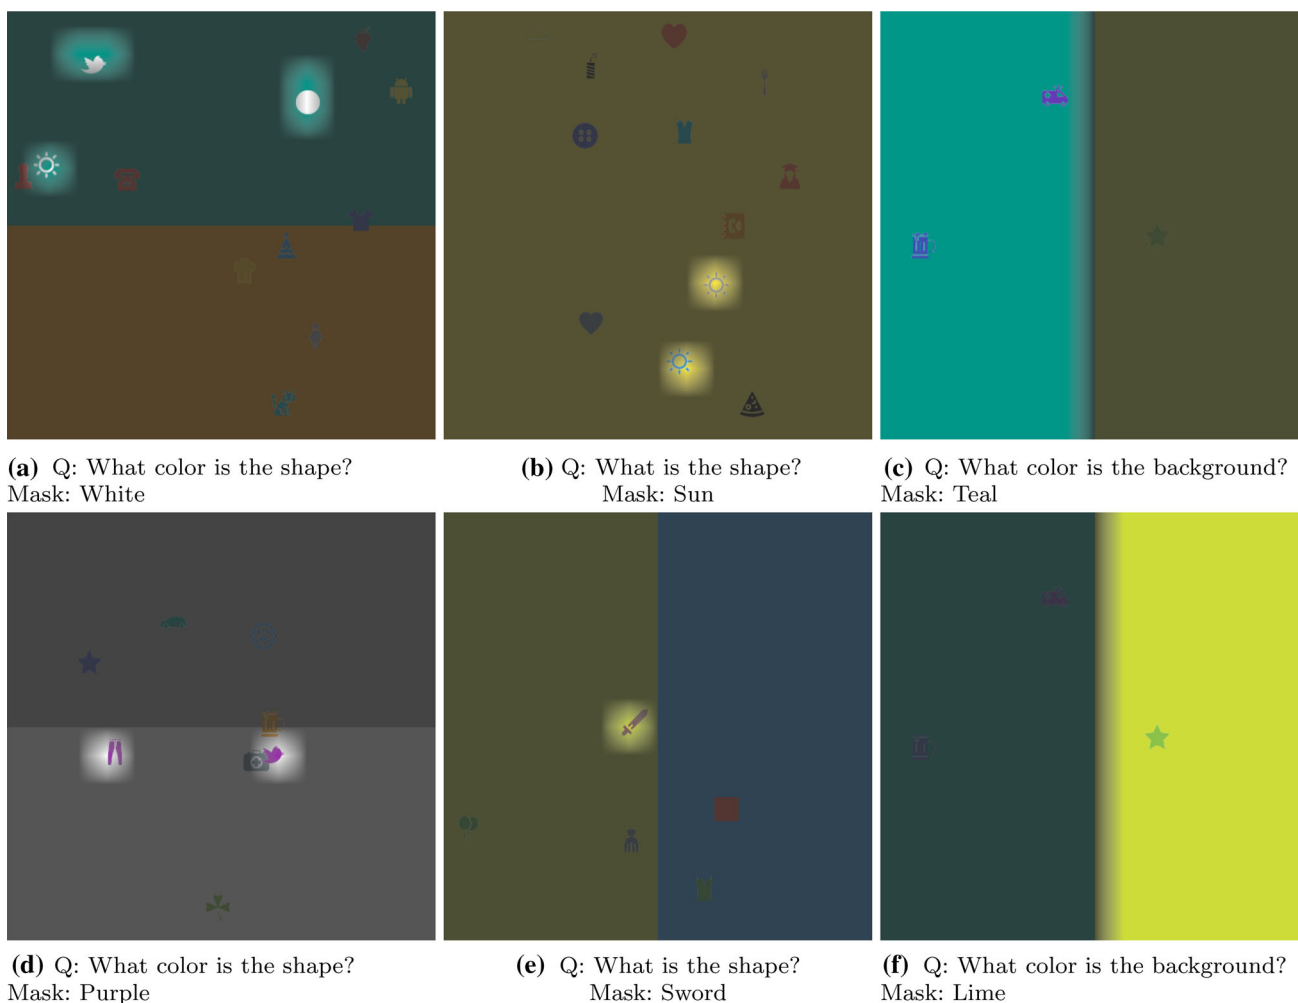 (a) Q: What color is the shape?
Mask: White
(b) Q: What is the shape?
Mask: Sun
(c) Q: What color is the background?
Mask: Teal
(d) Q: What color is the shape?
Mask: Purple
(e) Q: What is the shape?
Mask: Sword
(f) Q: What color is the background?
Mask: Lime